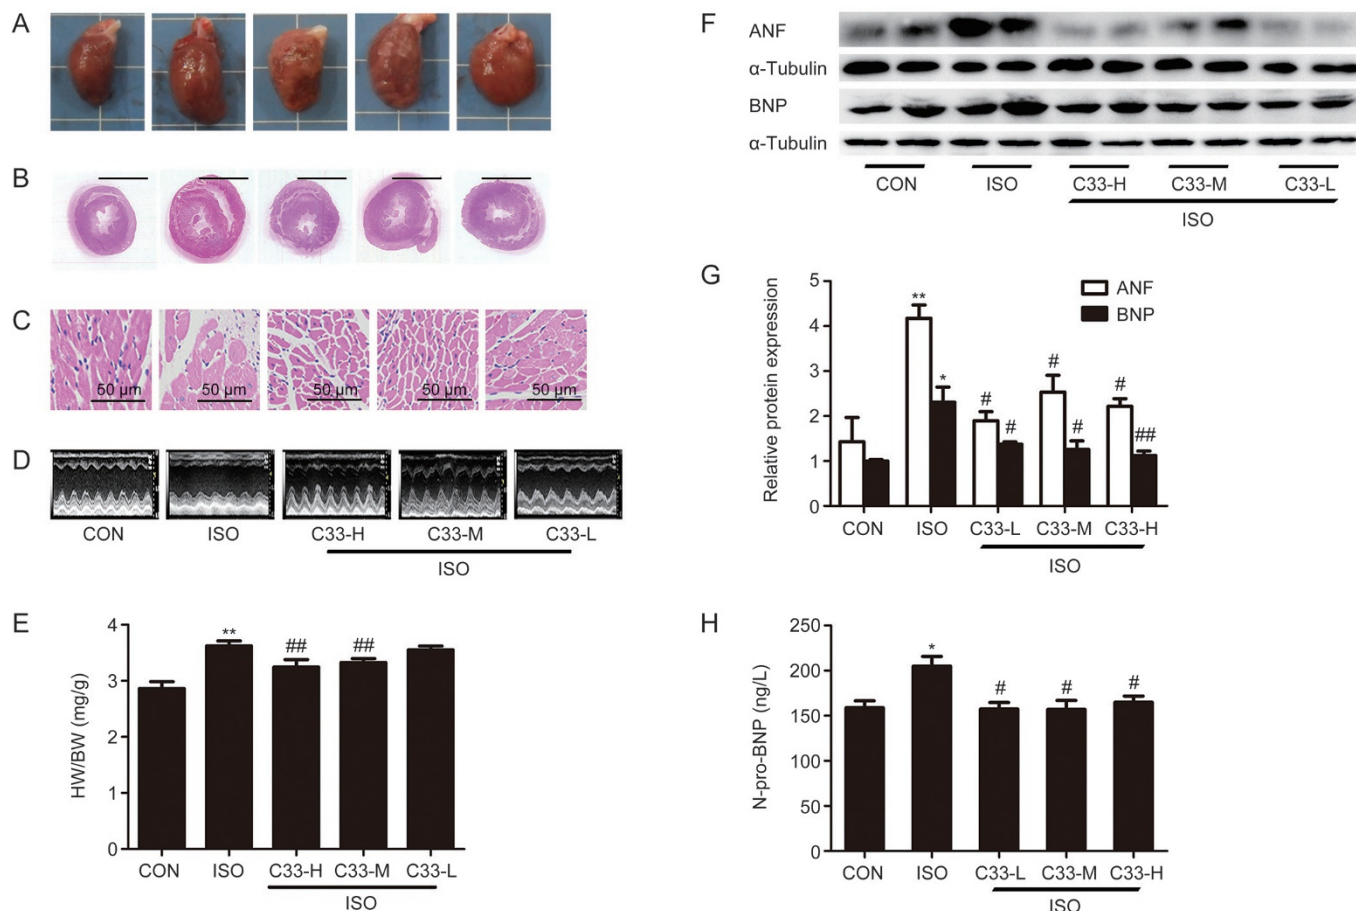 A
B
C
50 µm 50 µm 50 µm 50 µm 50 µm
D
CON ISO C33-H C33-M C33-L
ISO
E
HW/BW (mg/g)
4
3
2
1
0
** ## ##
CON ISO C33-H C33-M C33-L
ISO
F
ANF
α-Tubulin
BNP
α-Tubulin
CON ISO C33-H C33-M C33-L
ISO
G
Relative protein expression
5
4
3
2
1
0
ANF
BNP
** * # # # # # ##
CON ISO C33-L C33-M C33-H
ISO
H
N-pro-BNP (ng/L)
250
200
150
100
50
0
* # # #
CON ISO C33-L C33-M C33-H
ISO